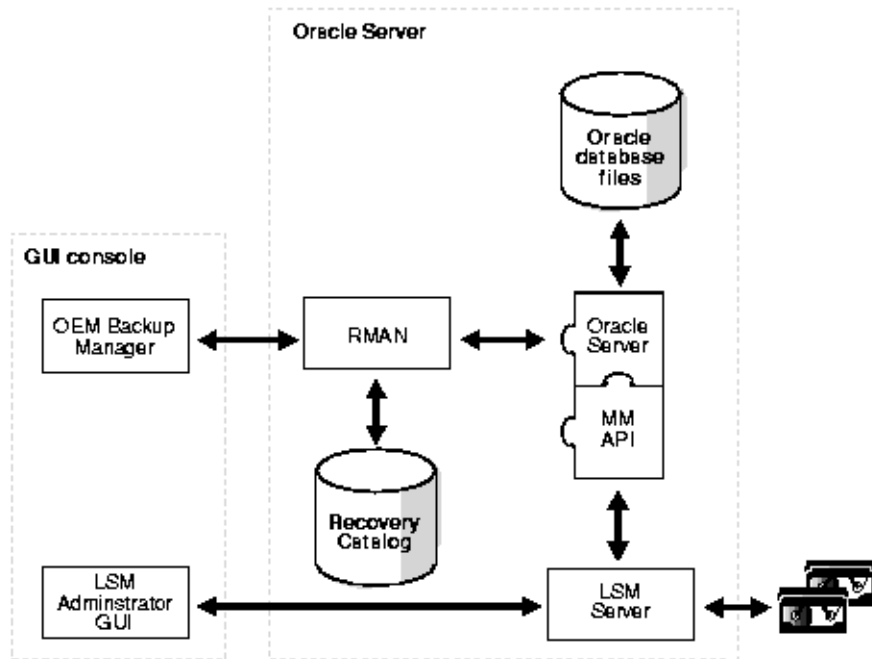 Oracle Server
Oracle
database
files
GUI console
OEM Backup
Manager
RMAN
Oracle
Server
MM
API
Recovery
Catalog
LSM
Adminstrator
GUI
LSM
Server